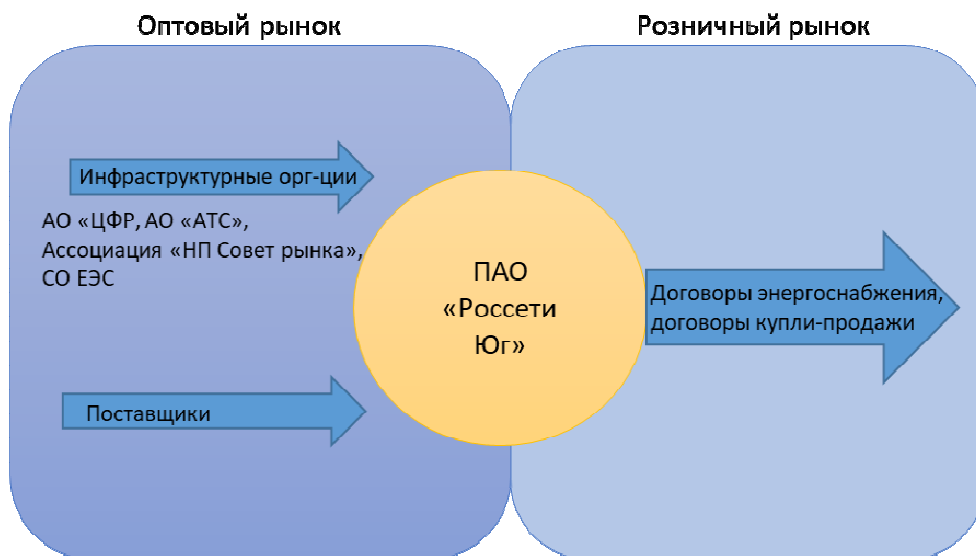 Оптовый рынок
Розничный рынок
Инфраструктурные орг-ции
АО «ЦФР, АО «АТС»,
Ассоциация «НП Совет рынка»,
СО ЕЭС
Поставщики
ПАО
«Россети
Юг»
Договоры энергоснабжения,
договоры купли-продажи